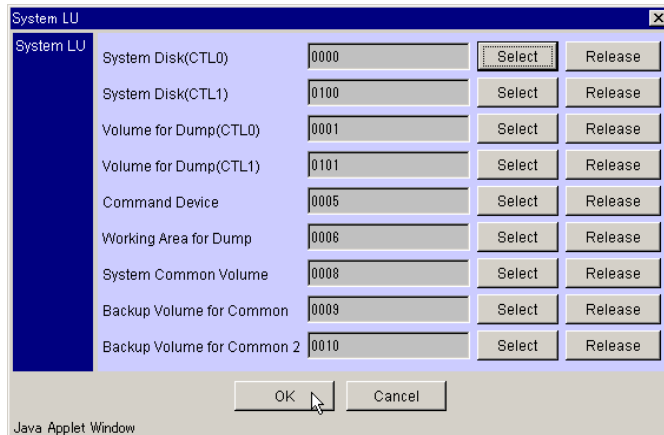 System LU
System LU
System Disk(CTL0) 0000 Select Release
System Disk(CTL1) 0100 Select Release
Volume for Dump(CTL0) 0001 Select Release
Volume for Dump(CTL1) 0101 Select Release
Command Device 0005 Select Release
Working Area for Dump 0006 Select Release
System Common Volume 0008 Select Release
Backup Volume for Common 0009 Select Release
Backup Volume for Common 2 0010 Select Release
OK Cancel
Java Applet Window